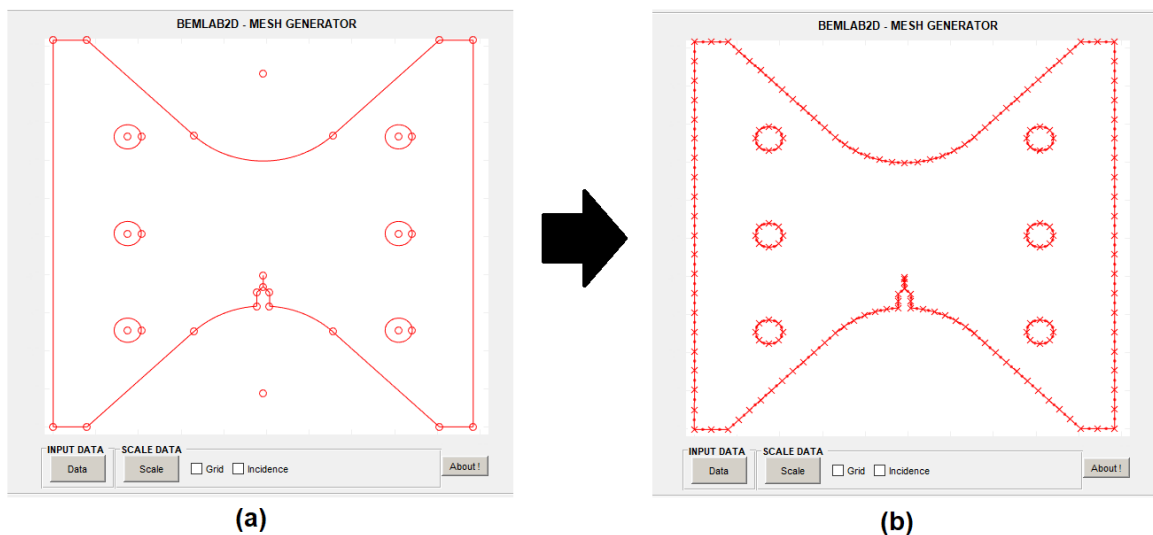 BEMLAB2D - MESH GENERATOR
INPUT DATA
Data
SCALE DATA
Scale
Grid
Incidence
About !
(a)
BEMLAB2D - MESH GENERATOR
INPUT DATA
Data
SCALE DATA
Scale
Grid
Incidence
About !
(b)